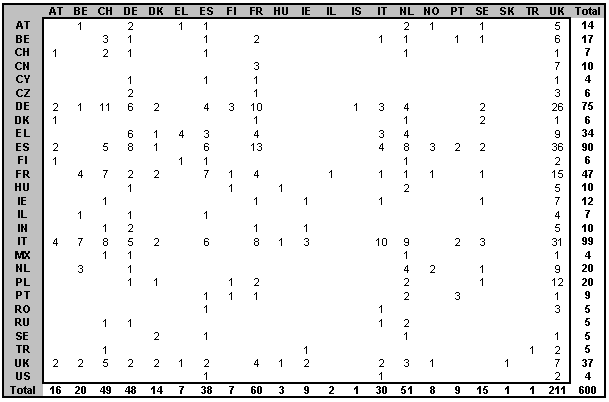 AT BE CH DE DK EL ES FI FR HU IE IL IS IT NL NO PT SE SK TR UK Total
AT 1 2 1 1 2 1 1 5 14
BE 3 1 1 2 1 1 1 1 6 17
CH 1 2 1 1 1 1 7
CN 3 7 10
CY 1 1 1 1 4
CZ 2 1 3 6
DE 2 1 11 6 2 4 3 10 1 3 4 2 26 75
DK 1 1 1 2 1 6
EL 6 1 4 3 4 3 4 9 34
ES 2 5 8 1 6 13 4 8 3 2 2 36 90
FI 1 1 1 1 2 6
FR 4 7 2 2 7 1 4 1 1 1 1 1 15 47
HU 1 1 1 2 5 10
IE 1 1 1 1 1 7 12
IL 1 1 1 4 7
IN 1 2 1 1 5 10
IT 4 7 8 5 2 6 8 1 3 10 9 2 3 31 99
MX 1 1 1 1 4
NL 3 1 4 2 1 9 20
PL 1 1 1 2 2 1 12 20
PT 1 1 1 2 3 1 9
RO 1 1 3 5
RU 1 1 1 2 5
SE 2 1 1 1 5
TR 1 1 1 2 5
UK 2 2 5 2 2 1 2 4 1 2 2 3 1 1 7 37
US 1 1 2 4
Total 16 20 49 48 14 7 38 7 60 3 9 2 1 30 51 8 9 15 1 1 211 600